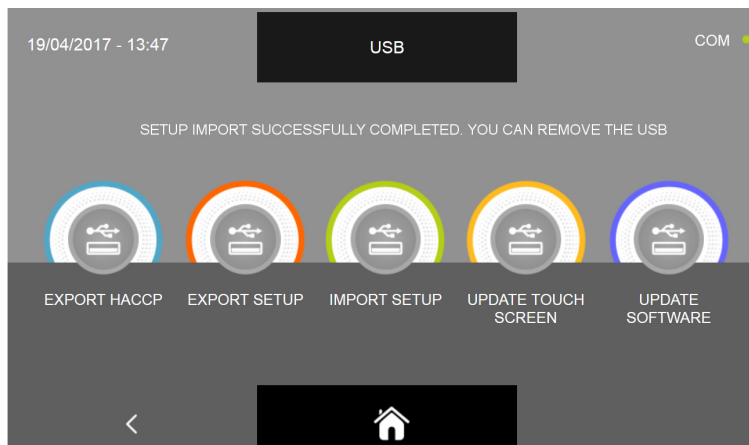 19/04/2017 - 13:47
USB
COM
SETUP IMPORT SUCCESSFULLY COMPLETED. YOU CAN REMOVE THE USB
EXPORT HACCP
EXPORT SETUP
IMPORT SETUP
UPDATE TOUCH
SCREEN
UPDATE
SOFTWARE